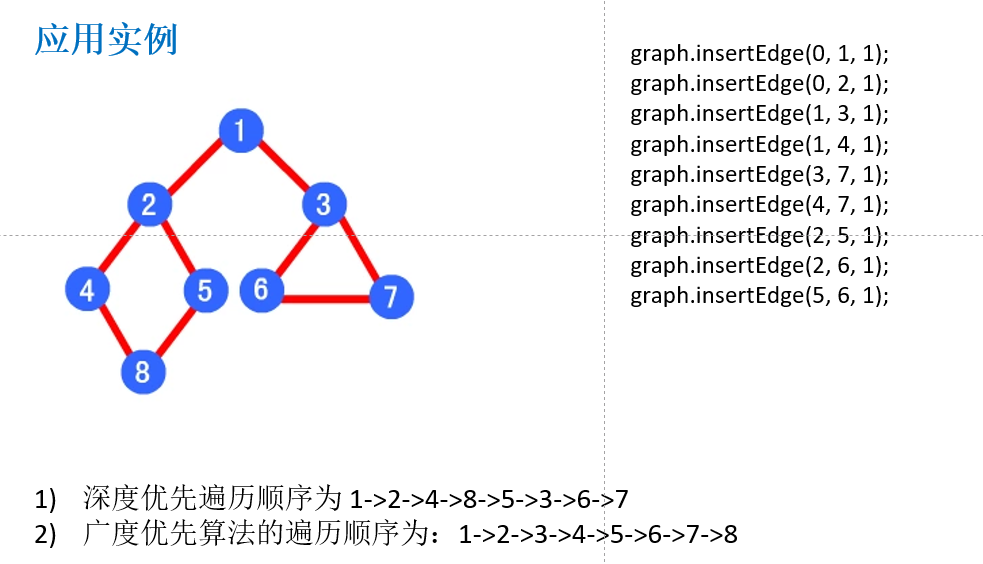 应用实例
graph.insertEdge(0, 1, 1);
graph.insertEdge(0, 2, 1);
graph.insertEdge(1, 3, 1);
graph.insertEdge(1, 4, 1);
graph.insertEdge(3, 7, 1);
graph.insertEdge(4, 7, 1);
graph.insertEdge(2, 5, 1);
graph.insertEdge(2, 6, 1);
graph.insertEdge(5, 6, 1);
1
2
3
4
5
6
7
8
1) 深度优先遍历顺序为 1->2->4->8->5->3->6->7
2) 广度优先算法的遍历顺序为：1->2->3->4->5->6->7->8